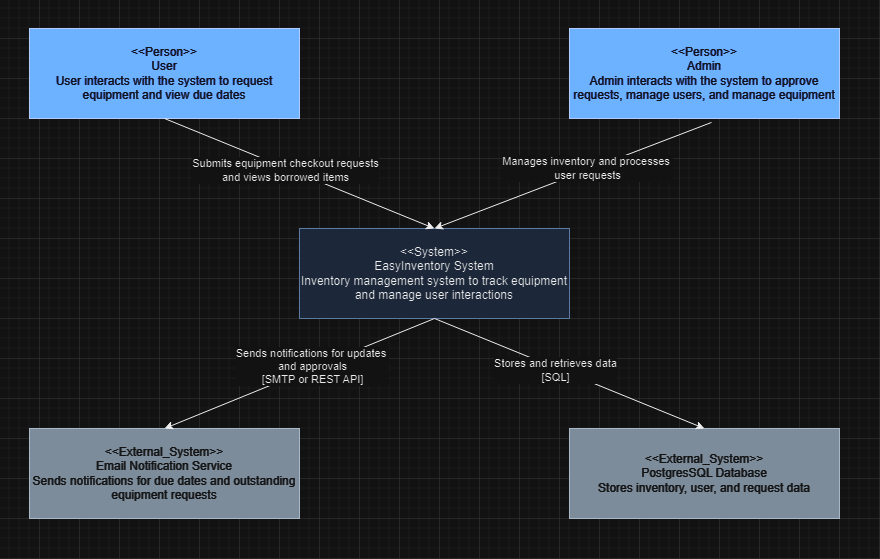 <<Person>>
User
User interacts with the system to request
equipment and view due dates
<<Person>>
Admin
Admin interacts with the system to approve
requests, manage users, and manage equipment
Submits equipment checkout requests
and views borrowed items
Manages inventory and processes
user requests
<<System>>
EasyInventory System
Inventory management system to track equipment
and manage user interactions
Sends notifications for updates
and approvals
[SMTP or REST API]
Stores and retrieves data
[SQL]
<<External_System>>
Email Notification Service
Sends notifications for due dates and outstanding
equipment requests
<<External_System>>
PostgresSQL Database
Stores inventory, user, and request data